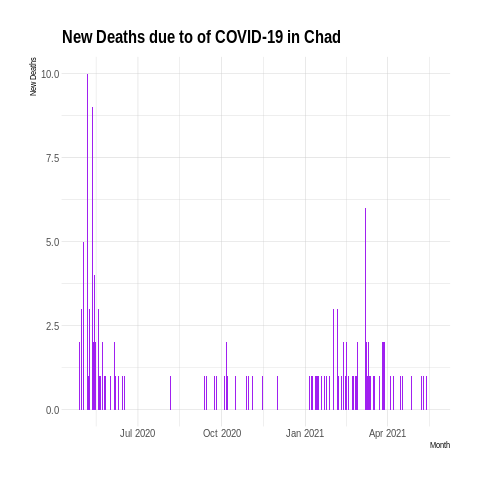 New Deaths due to of COVID-19 in Chad
New Deaths
10.0
7.5
5.0
2.5
0.0
Jul 2020 Oct 2020 Jan 2021 Apr 2021
Month